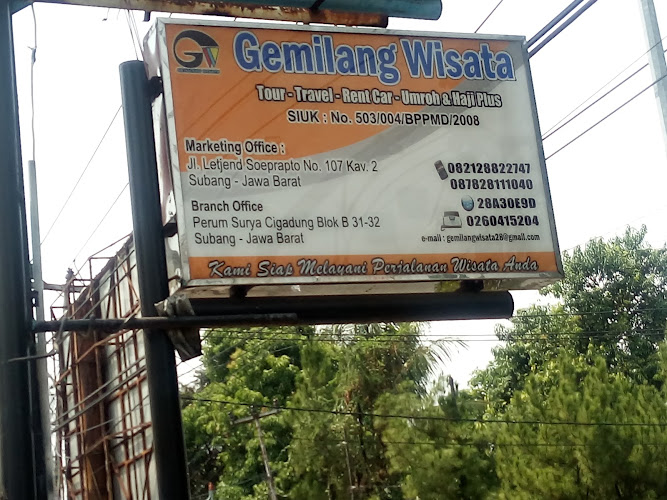 Gemilang Wisata
Tour - Travel - Rent Car - Umroh & Haji Plus
SIUK : No. 503/004/BPPMD/2008
Marketing Office :
Jl. Letjend Soeprapto No. 107 Kav. 2
Subang - Jawa Barat
Branch Office
Perum Surya Cigadung Blok B 31-32
Subang - Jawa Barat
082128822747
087828111040
28A30E9D
0260415204
e-mail : gemilangwisata28@gmail.com
Kami Siap Melayani Perjalanan Wisata Anda